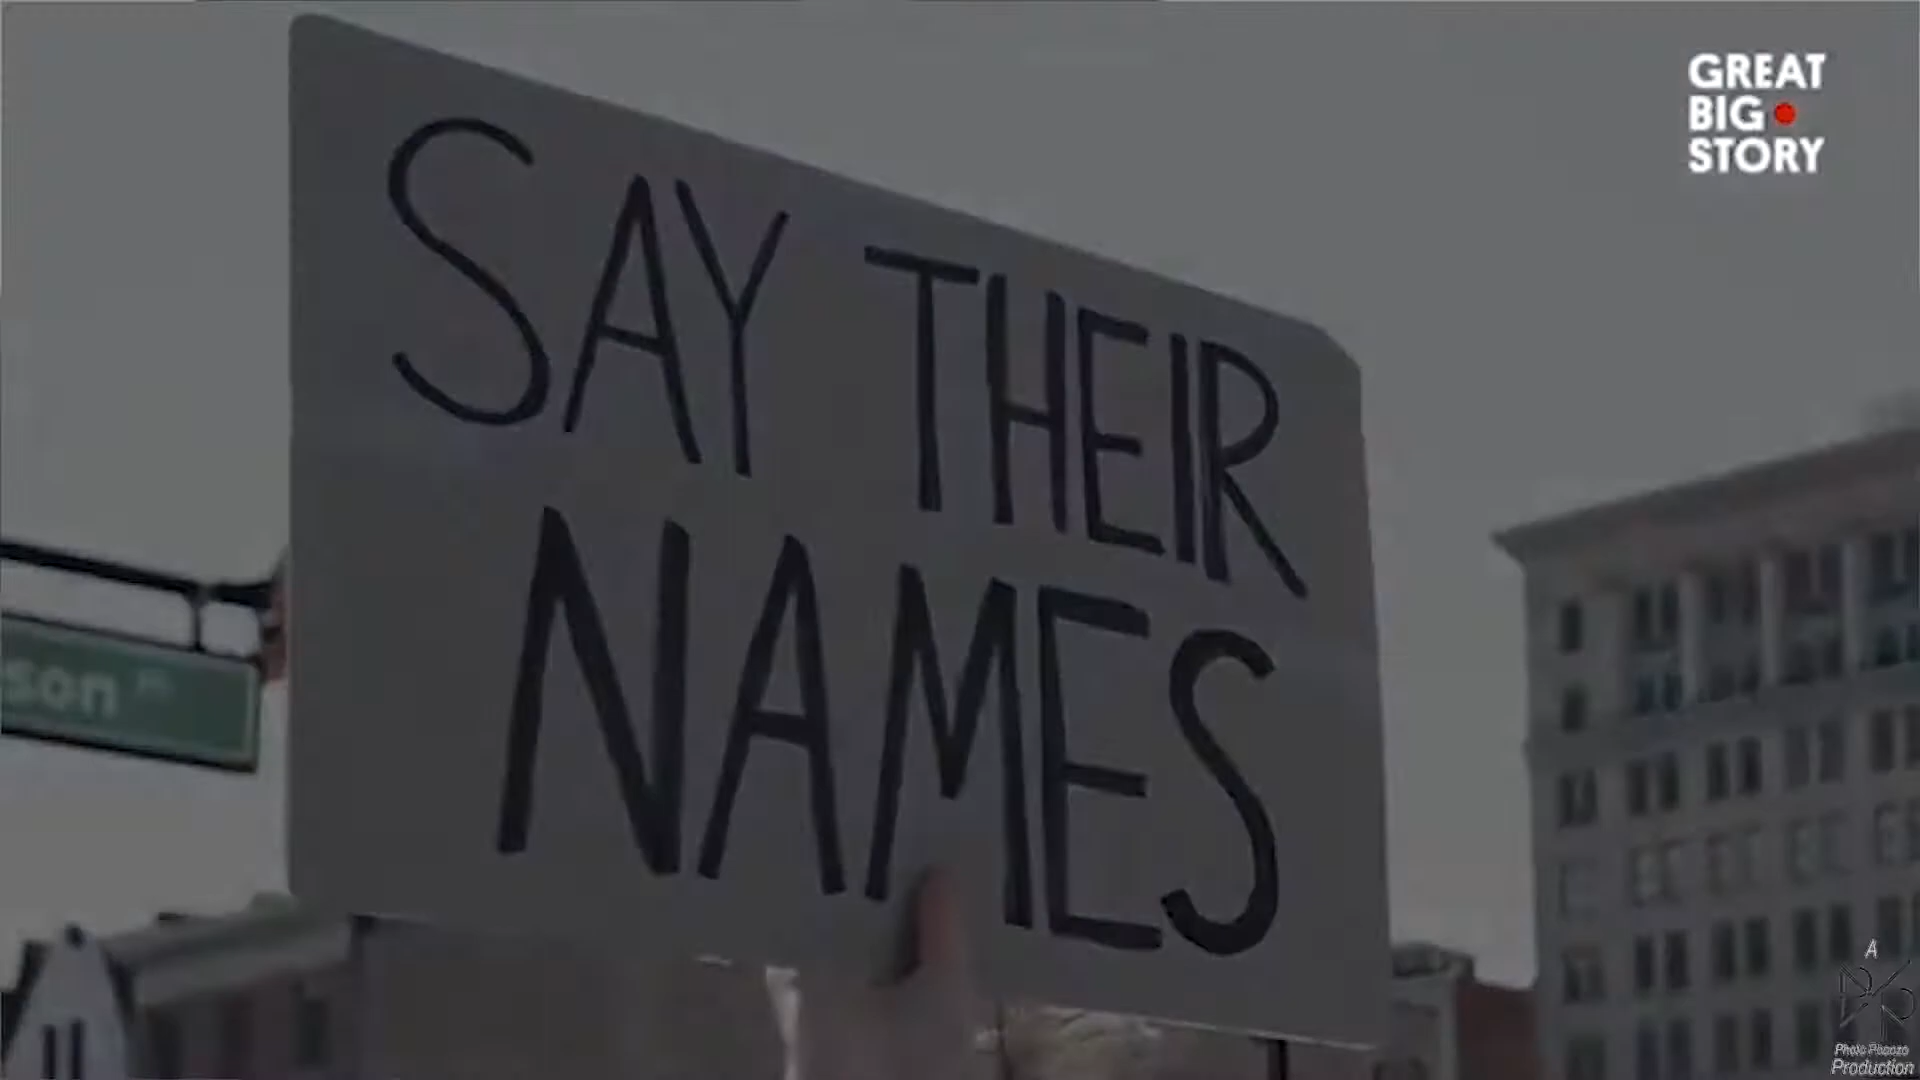 GREAT
BIG
STORY
SAY THEIR
NAMES
son
A
Production